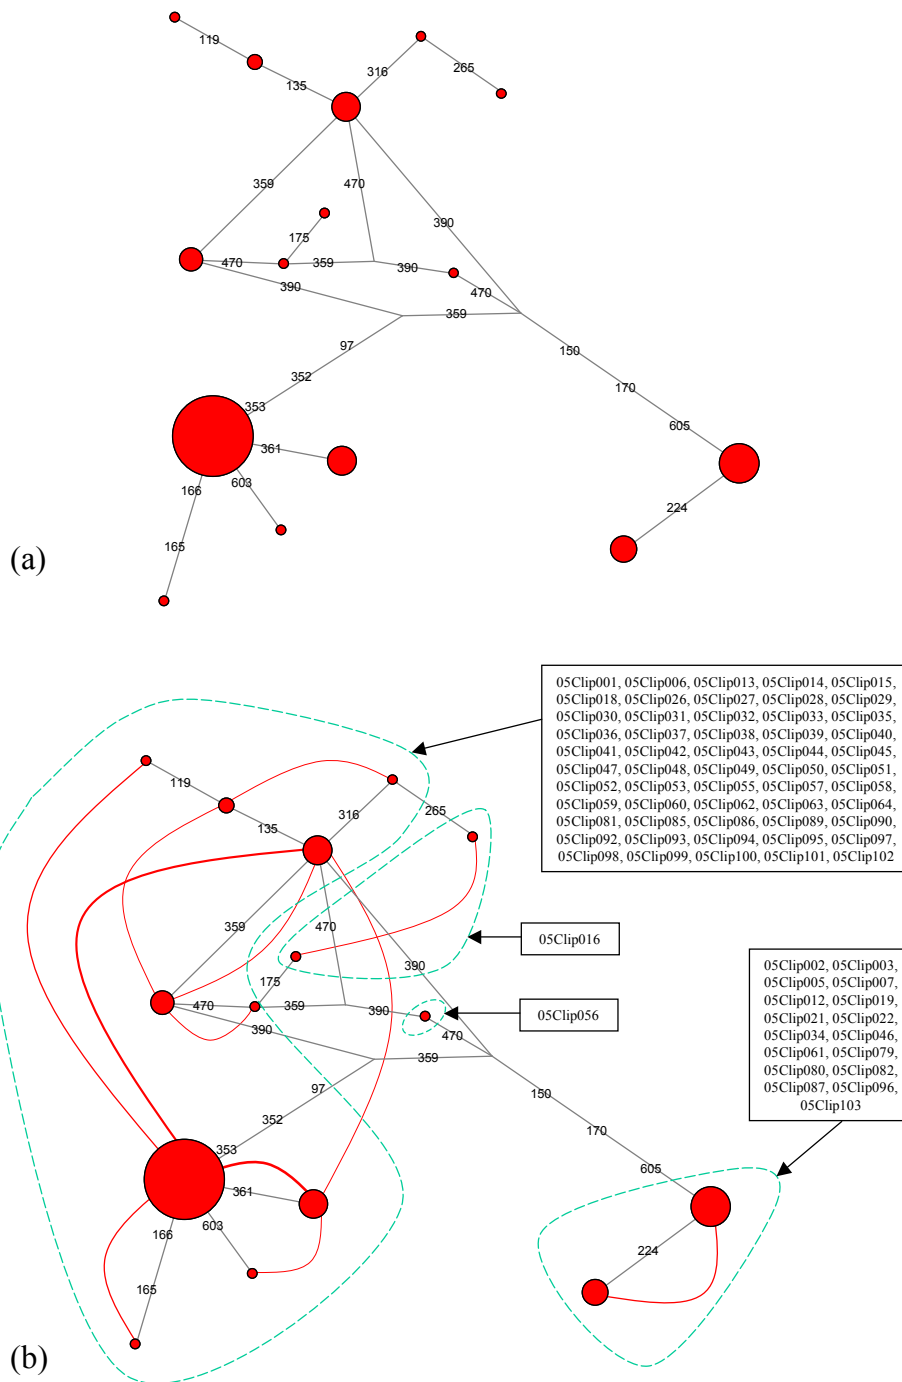 119
135
316
265
359
470
390
175
470
359
390
470
390
359
97
352
353
361
603
166
165
150
170
605
224
(a)
05Clip001, 05Clip006, 05Clip013, 05Clip014, 05Clip015,
05Clip018, 05Clip026, 05Clip027, 05Clip028, 05Clip029,
05Clip030, 05Clip031, 05Clip032, 05Clip033, 05Clip035,
05Clip036, 05Clip037, 05Clip038, 05Clip039, 05Clip040,
05Clip041, 05Clip042, 05Clip043, 05Clip044, 05Clip045,
05Clip047, 05Clip048, 05Clip049, 05Clip050, 05Clip051,
05Clip052, 05Clip053, 05Clip055, 05Clip057, 05Clip058,
05Clip059, 05Clip060, 05Clip062, 05Clip063, 05Clip064,
05Clip081, 05Clip085, 05Clip086, 05Clip089, 05Clip090,
05Clip092, 05Clip093, 05Clip094, 05Clip095, 05Clip097,
05Clip098, 05Clip099, 05Clip100, 05Clip101, 05Clip102
119
135
316
265
359
470
05Clip016
390
175
470
359
390
470
390
359
05Clip056
05Clip002, 05Clip003,
05Clip005, 05Clip007,
05Clip012, 05Clip019,
05Clip021, 05Clip022,
05Clip034, 05Clip046,
05Clip061, 05Clip079,
05Clip080, 05Clip082,
05Clip087, 05Clip096,
05Clip103
97
352
353
361
603
166
165
150
170
605
224
(b)